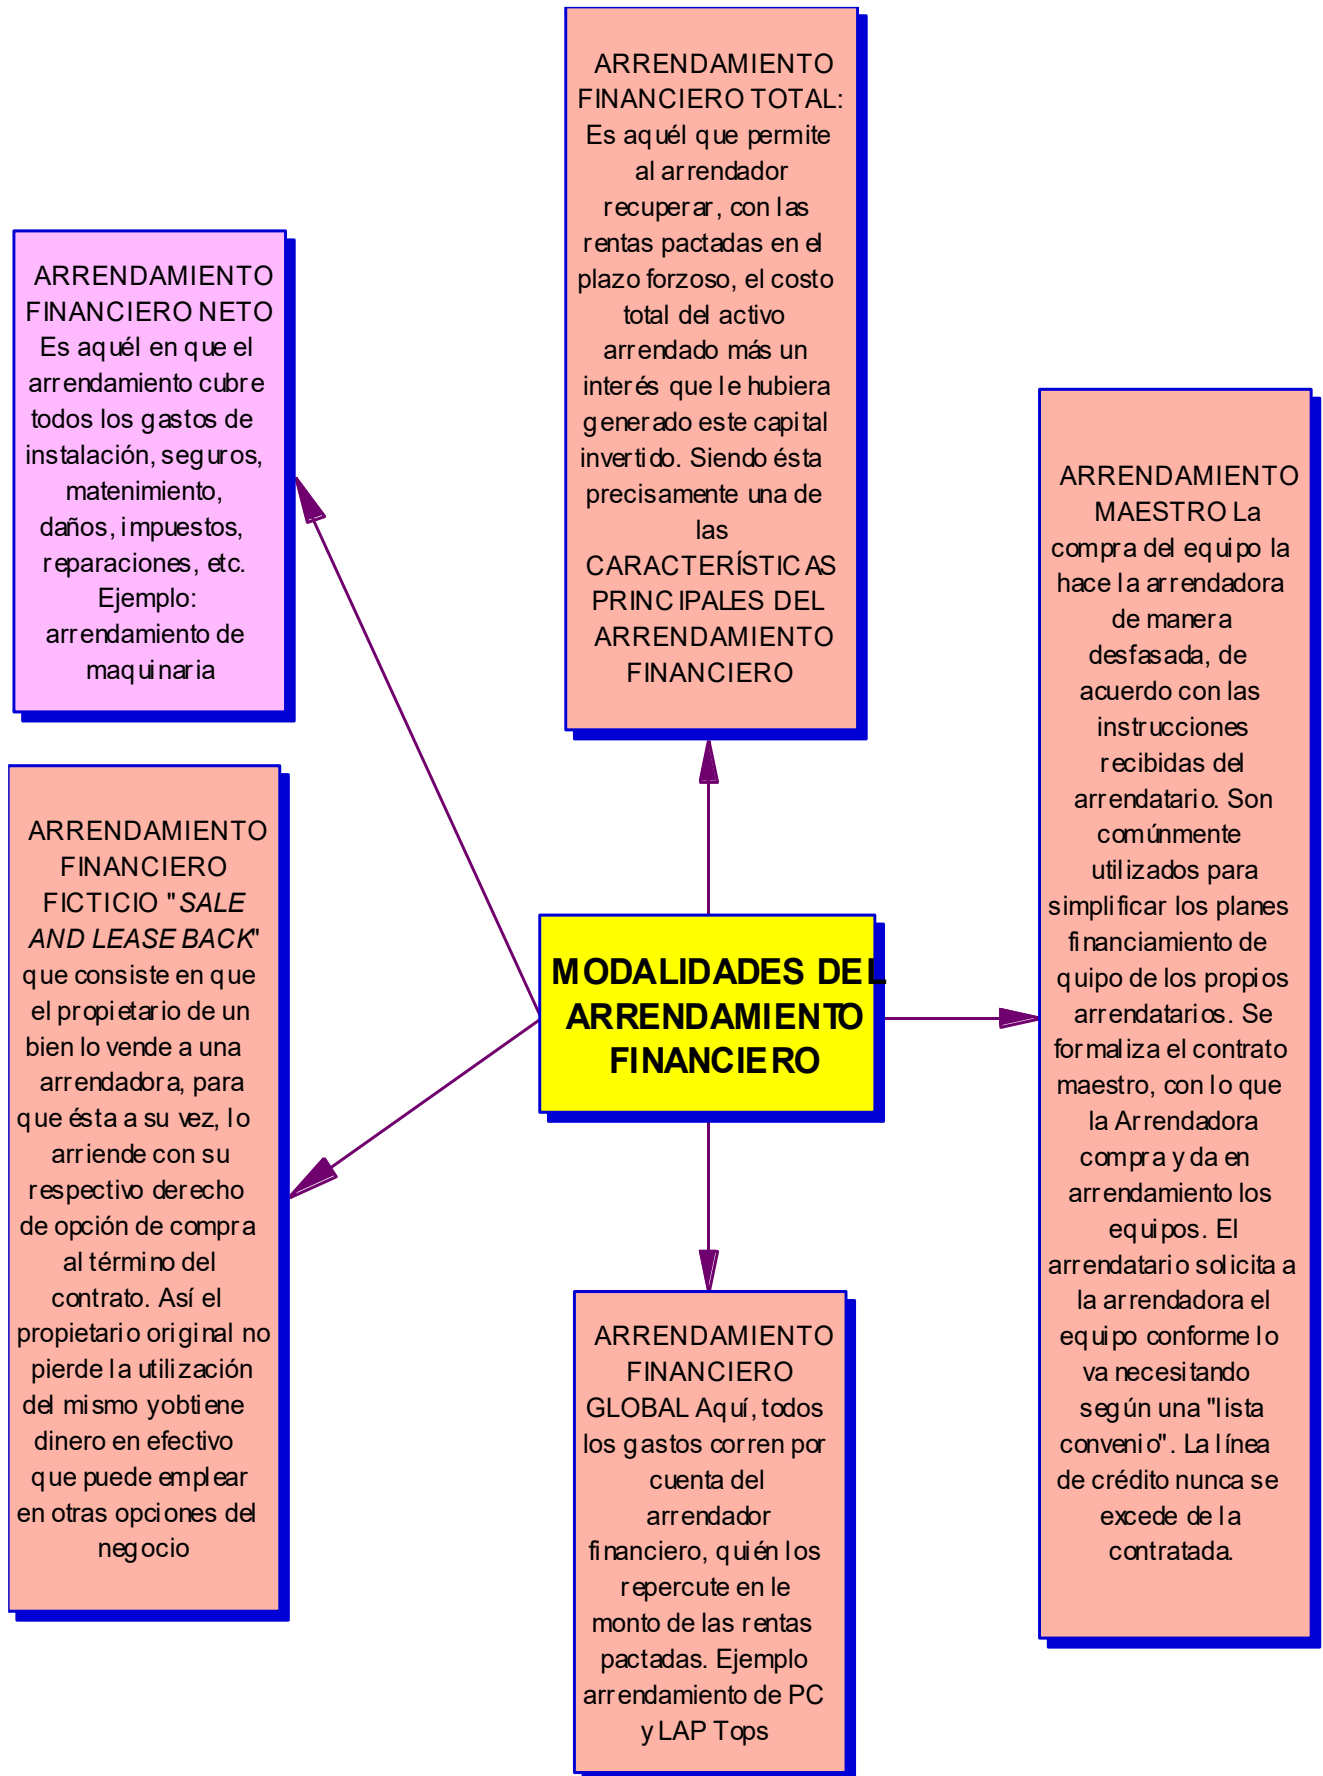 ARRENDAMIENTO
FINANCIERO TOTAL:
Es aquél que permite
al arrendador
recuperar, con las
rentas pactadas en el
plazo forzoso, el costo
total del activo
arrendado más un
interés que le hubiera
generado este capital
invertido. Siendo ésta
precisamente una de
las
CARACTERÍSTICAS
PRINCIPALES DEL
ARRENDAMIENTO
FINANCIERO
ARRENDAMIENTO
FINANCIERO NETO
Es aquél en que el
arrendamiento cubre
todos los gastos de
instalación, seguros,
matenimiento,
daños, impuestos,
reparaciones, etc.
Ejemplo:
arrendamiento de
maquinaria
ARRENDAMIENTO
MAESTRO La
compra del equipo la
hace la arrendadora
de manera
desfasada, de
acuerdo con las
instrucciones
recibidas del
arrendatario. Son
comúnmente
utilizados para
simplificar los planes
financiamiento de
quipo de los propios
arrendatarios. Se
formaliza el contrato
maestro, con lo que
la Arrendadora
compra y da en
arrendamiento los
equipos. El
arrendatario solicita a
la arrendadora el
equipo conforme lo
va necesitando
según una "lista
convenio". La línea
de crédito nunca se
excede de la
contratada.
ARRENDAMIENTO
FINANCIERO
FICTICIO "SALE
AND LEASE BACK"
que consiste en que
el propietario de un
bien lo vende a una
arrendadora, para
que ésta a su vez, lo
arriende con su
respectivo derecho
de opción de compra
al término del
contrato. Así el
propietario original no
pierde la utilización
del mismo yobtiene
dinero en efectivo
que puede emplear
en otras opciones del
negocio
MODALIDADES DEL
ARRENDAMIENTO
FINANCIERO
ARRENDAMIENTO
FINANCIERO
GLOBAL Aquí, todos
los gastos corren por
cuenta del
arrendador
financiero, quién los
repercute en le
monto de las rentas
pactadas. Ejemplo
arrendamiento de PC
y LAP Tops